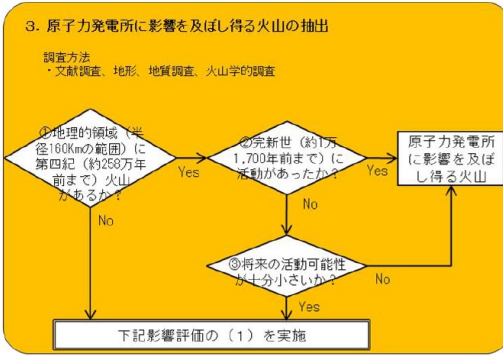 3. 原子力発電所に影響を及ぼし得る火山の抽出
調査方法
・文献調査、地形、地質調査、火山学的調査
①地理的領域（半
径160Kmの範囲）に
第四紀（約258万年
前まで）火山
があるか？
Yes
No
②完新世（約1万
1,700年前まで）に
活動があったか？
Yes
No
原子力発電所
に影響を及ぼ
し得る火山
③将来の活動可能性
が十分小さいか？
No
Yes
下記影響評価の（1）を実施